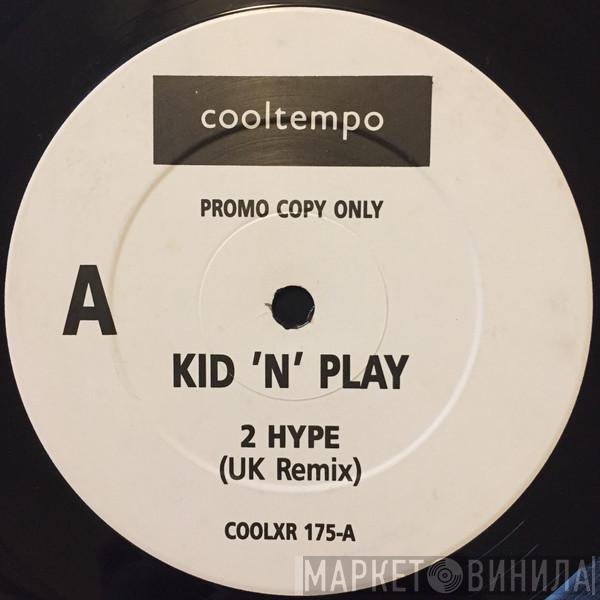 cooltempo
PROMO COPY ONLY
A
KID 'N' PLAY
2 HYPE
(UK Remix)
COOLXR 175-A
МАРКЕТ ВИНИЛА